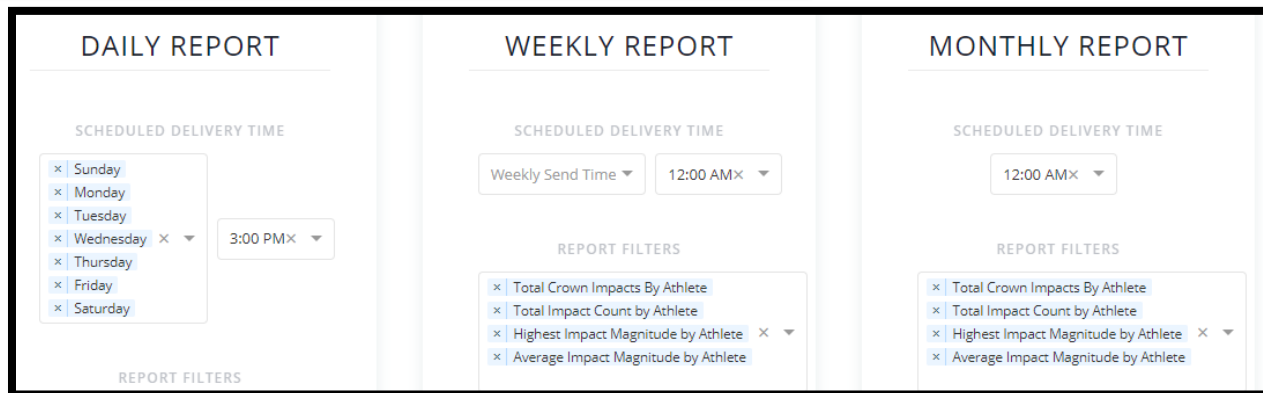 DAILY REPORT
SCHEDULED DELIVERY TIME
× Sunday
× Monday
× Tuesday
× Wednesday ×
× Thursday
× Friday
× Saturday
3:00 PM×
REPORT FILTERS
WEEKLY REPORT
SCHEDULED DELIVERY TIME
Weekly Send Time
12:00 AM×
REPORT FILTERS
× Total Crown Impacts By Athlete
× Total Impact Count by Athlete
× Highest Impact Magnitude by Athlete ×
× Average Impact Magnitude by Athlete
MONTHLY REPORT
SCHEDULED DELIVERY TIME
12:00 AM×
REPORT FILTERS
× Total Crown Impacts By Athlete
× Total Impact Count by Athlete
× Highest Impact Magnitude by Athlete ×
× Average Impact Magnitude by Athlete